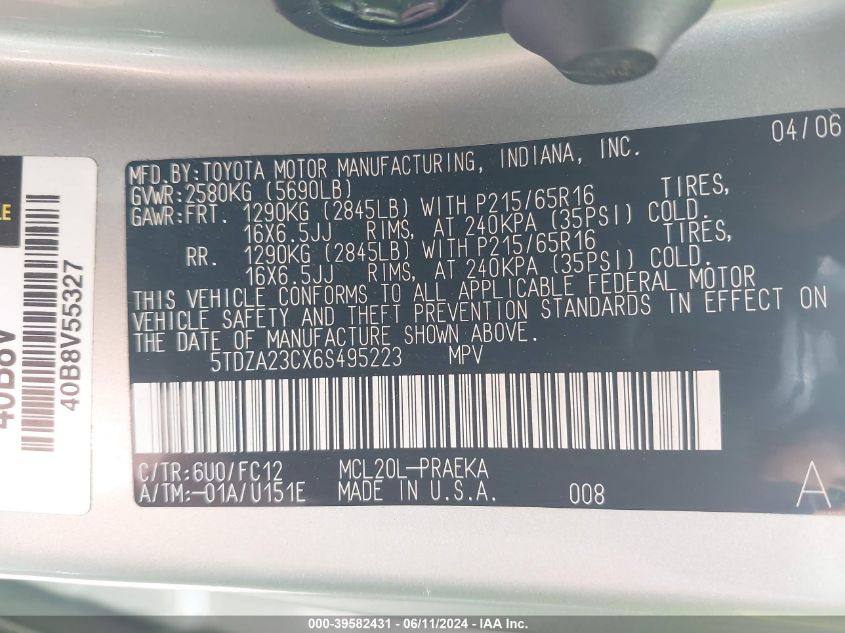 04/06
MFD.BY:TOYOTA MOTOR MANUFACTURING, INDIANA, INC.
GVWR:2580KG (5690LB)
GAWR:FRT. 1290KG (2845LB) WITH P215/65R16 TIRES,
16X6.5JJ RIMS, AT 240KPA (35PSI) COLD.
RR. 1290KG (2845LB) WITH P215/65R16 TIRES,
16X6.5JJ RIMS, AT 240KPA (35PSI) COLD.
THIS VEHICLE CONFORMS TO ALL APPLICABLE FEDERAL MOTOR
VEHICLE SAFETY AND THEFT PREVENTION STANDARDS IN EFFECT ON
THE DATE OF MANUFACTURE SHOWN ABOVE.
5TDZA23CX6S495223 MPV
C/TR:6U0/FC12 MCL20L-PRAEKA
A/TM:-01A/U151E MADE IN U.S.A. 008 A
40B8V
40B8V55327
000-39582431 - 06/11/2024 - IAA Inc.